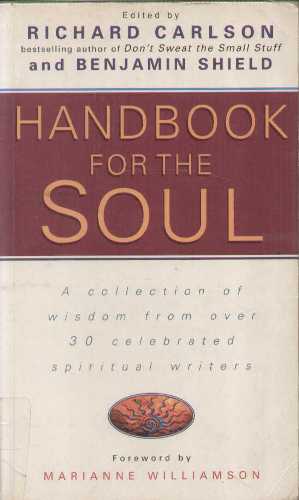 Edited by
RICHARD CARLSON
bestselling author of Don't Sweat the Small Stuff
and BENJAMIN SHIELD
HANDBOOK
FOR THE
SOUL
A collection of
wisdom from over
30 celebrated
spiritual writers
Foreword by
MARIANNE WILLIAMSON